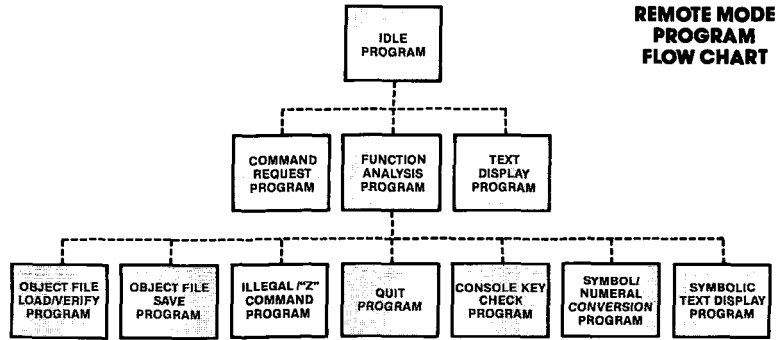 REMOTE MODE
PROGRAM
FLOW CHART
IDLE
PROGRAM
COMMAND
REQUEST
PROGRAM
FUNCTION
ANALYSIS
PROGRAM
TEXT
DISPLAY
PROGRAM
OBJECT FILE
LOAD/VERIFY
PROGRAM
OBJECT FILE
SAVE
PROGRAM
ILLEGAL/"Z"
COMMAND
PROGRAM
QUIT
PROGRAM
CONSOLE KEY
CHECK
PROGRAM
SYMBOL/
NUMERAL
CONVERSION
PROGRAM
SYMBOLIC
TEXT DISPLAY
PROGRAM